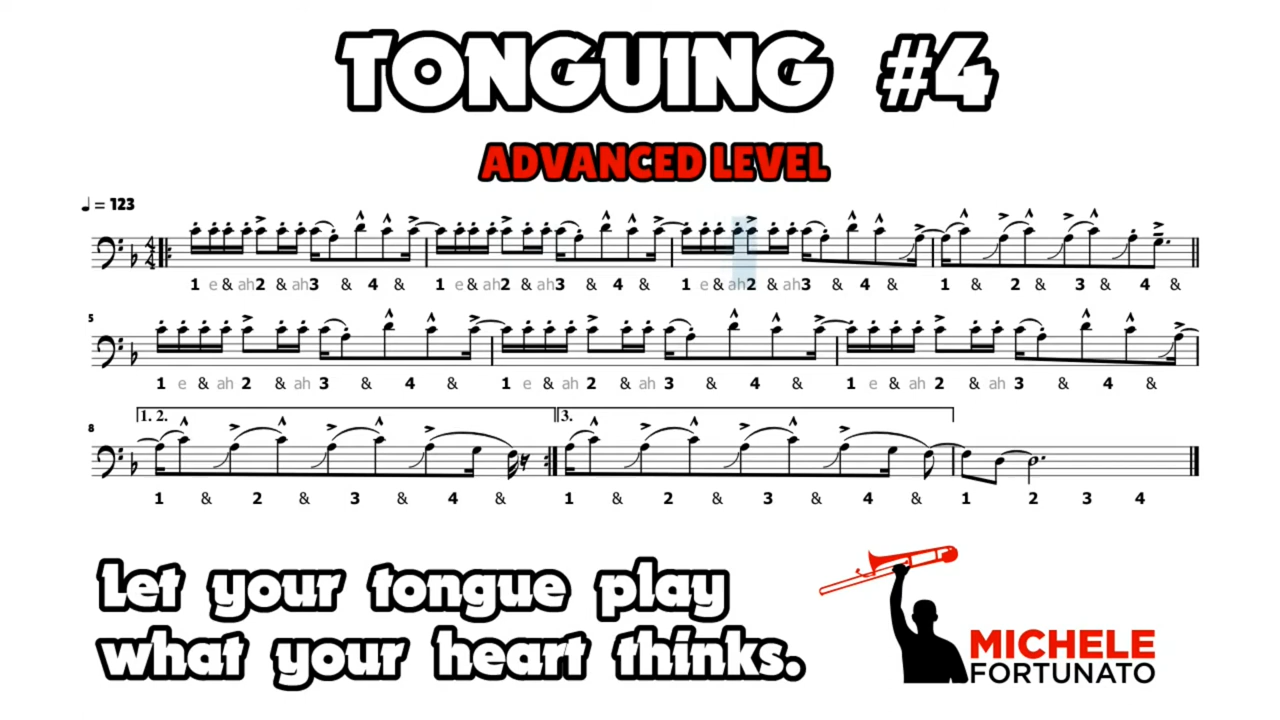 TONGUING #4
ADVANCED LEVEL
♩ = 123
4/4
1 e & ah 2 & ah 3 & 4 & 1 e & ah 2 & ah 3 & 4 & 1 e & ah 2 & ah 3 & 4 & 1 & 2 & 3 & 4 &
5
1 e & ah 2 & ah 3 & 4 & 1 e & ah 2 & ah 3 & 4 & 1 e & ah 2 & ah 3 & 4 &
1. 2. 3.
8
1 & 2 & 3 & 4 & 1 & 2 & 3 & 4 & 1 2 3 4
Let your tongue play
what your heart thinks.
MICHELE
FORTUNATO